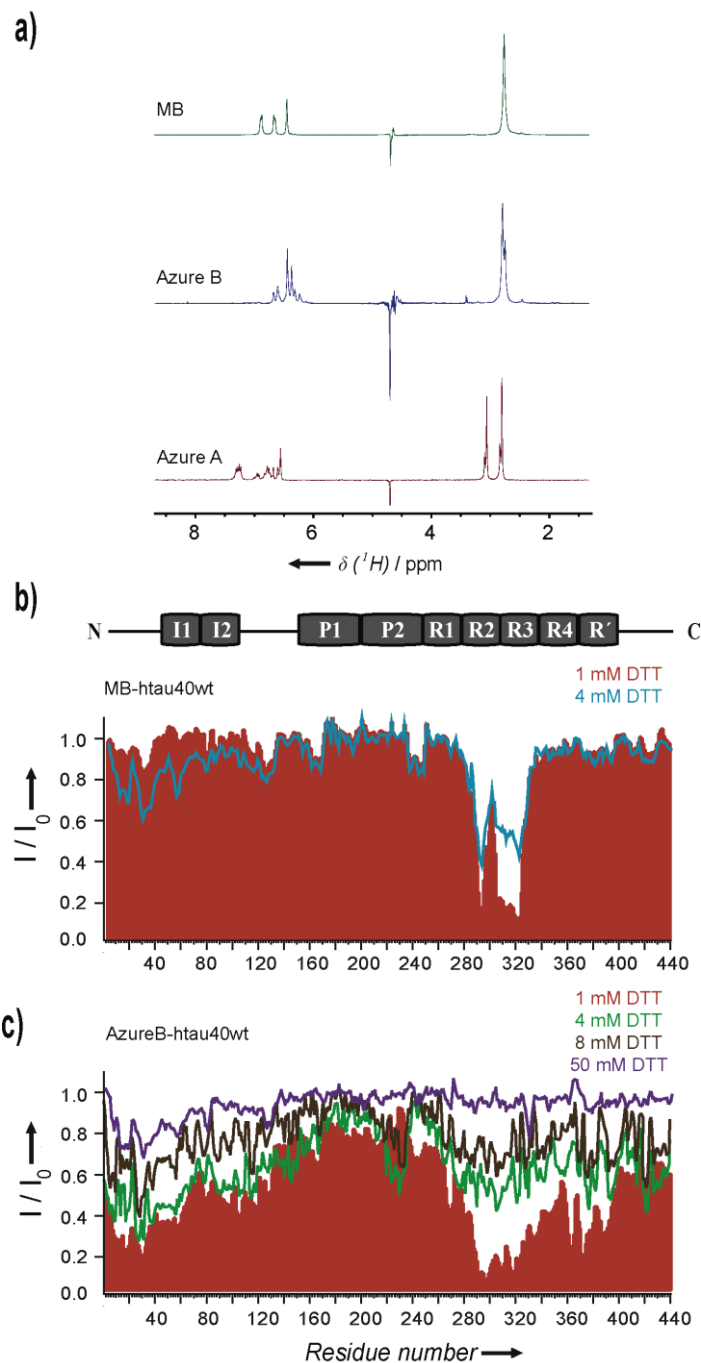 a)
MB
Azure B
Azure A
8 6 4 2
δ (¹H) / ppm
b)
N I1 I2 P1 P2 R1 R2 R3 R4 R´ C
MB-htau40wt
1 mM DTT
4 mM DTT
1.0
0.8
0.6
0.4
0.2
0.0
I / I₀
40 80 120 160 200 240 280 320 360 400 440
c)
AzureB-htau40wt
1 mM DTT
4 mM DTT
8 mM DTT
50 mM DTT
1.0
0.8
0.6
0.4
0.2
0.0
I / I₀
40 80 120 160 200 240 280 320 360 400 440
Residue number